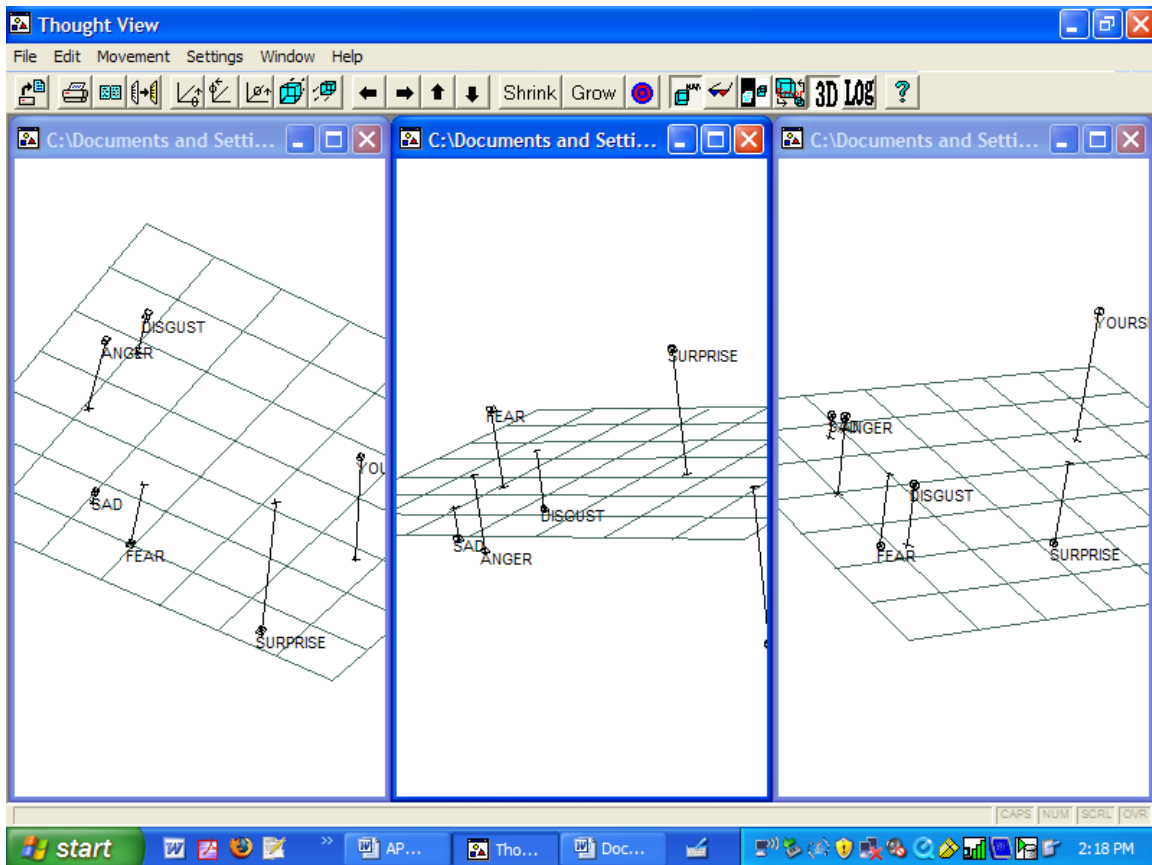 Thought View
File Edit Movement Settings Window Help
Shrink Grow 3D LOG ?
C:\Documents and Setti...
DISGUST
ANGER
YOU
SAD
FEAR
SURPRISE
C:\Documents and Setti...
SURPRISE
FEAR
DISGUST
SAD
ANGER
C:\Documents and Setti...
YOURS
SAD
ANGER
DISGUST
FEAR
SURPRISE
CAPS NUM SCRL OVR
start » AP... Tho... Doc... 2:18 PM